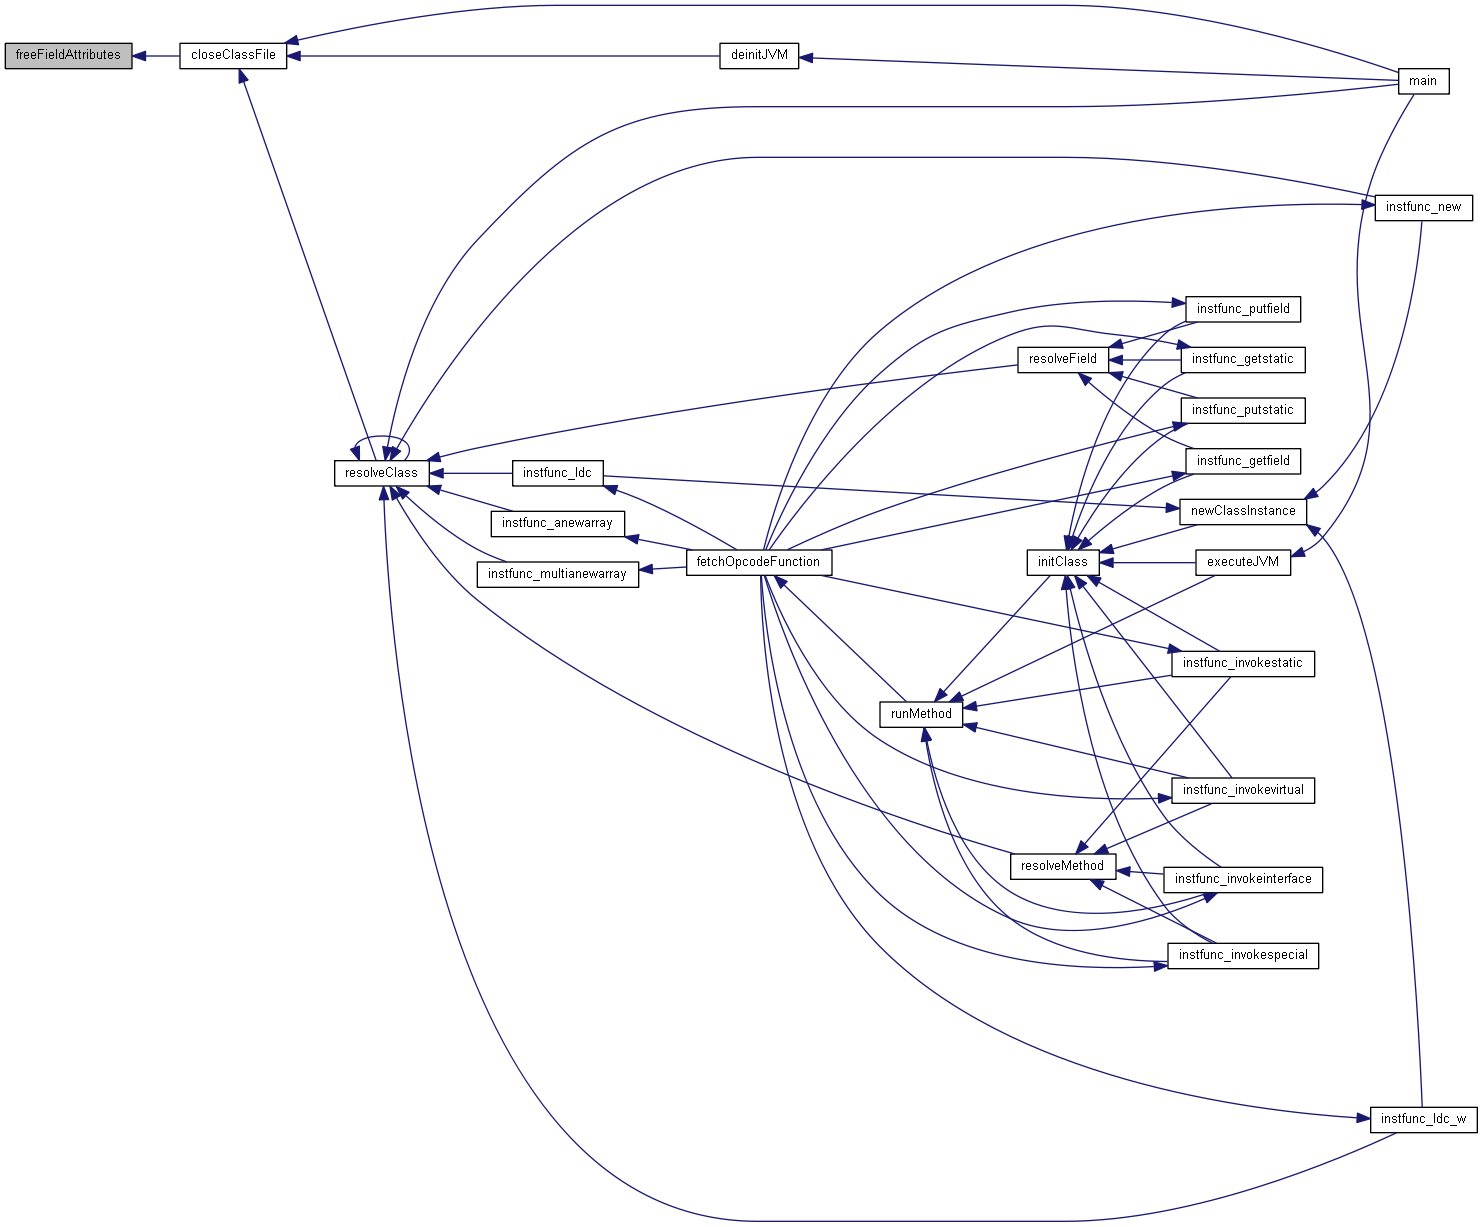 freeFieldAttributes
closeClassFile
deinitJVM
main
instfunc_new
instfunc_putfield
resolveField
instfunc_getstatic
instfunc_putstatic
instfunc_getfield
resolveClass
instfunc_ldc
newClassInstance
instfunc_anewarray
fetchOpcodeFunction
initClass
executeJVM
instfunc_multianewarray
instfunc_invokestatic
runMethod
instfunc_invokevirtual
resolveMethod
instfunc_invokeinterface
instfunc_invokespecial
instfunc_ldc_w